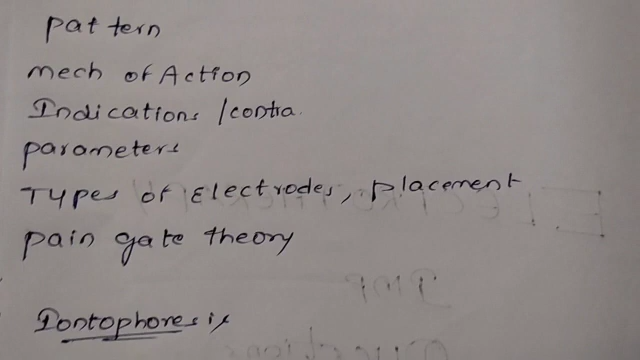 pattern
mech of Action
Indications / contra.
parameters
Types of Electrodes, placement
pain gate theory
Iontophoresis